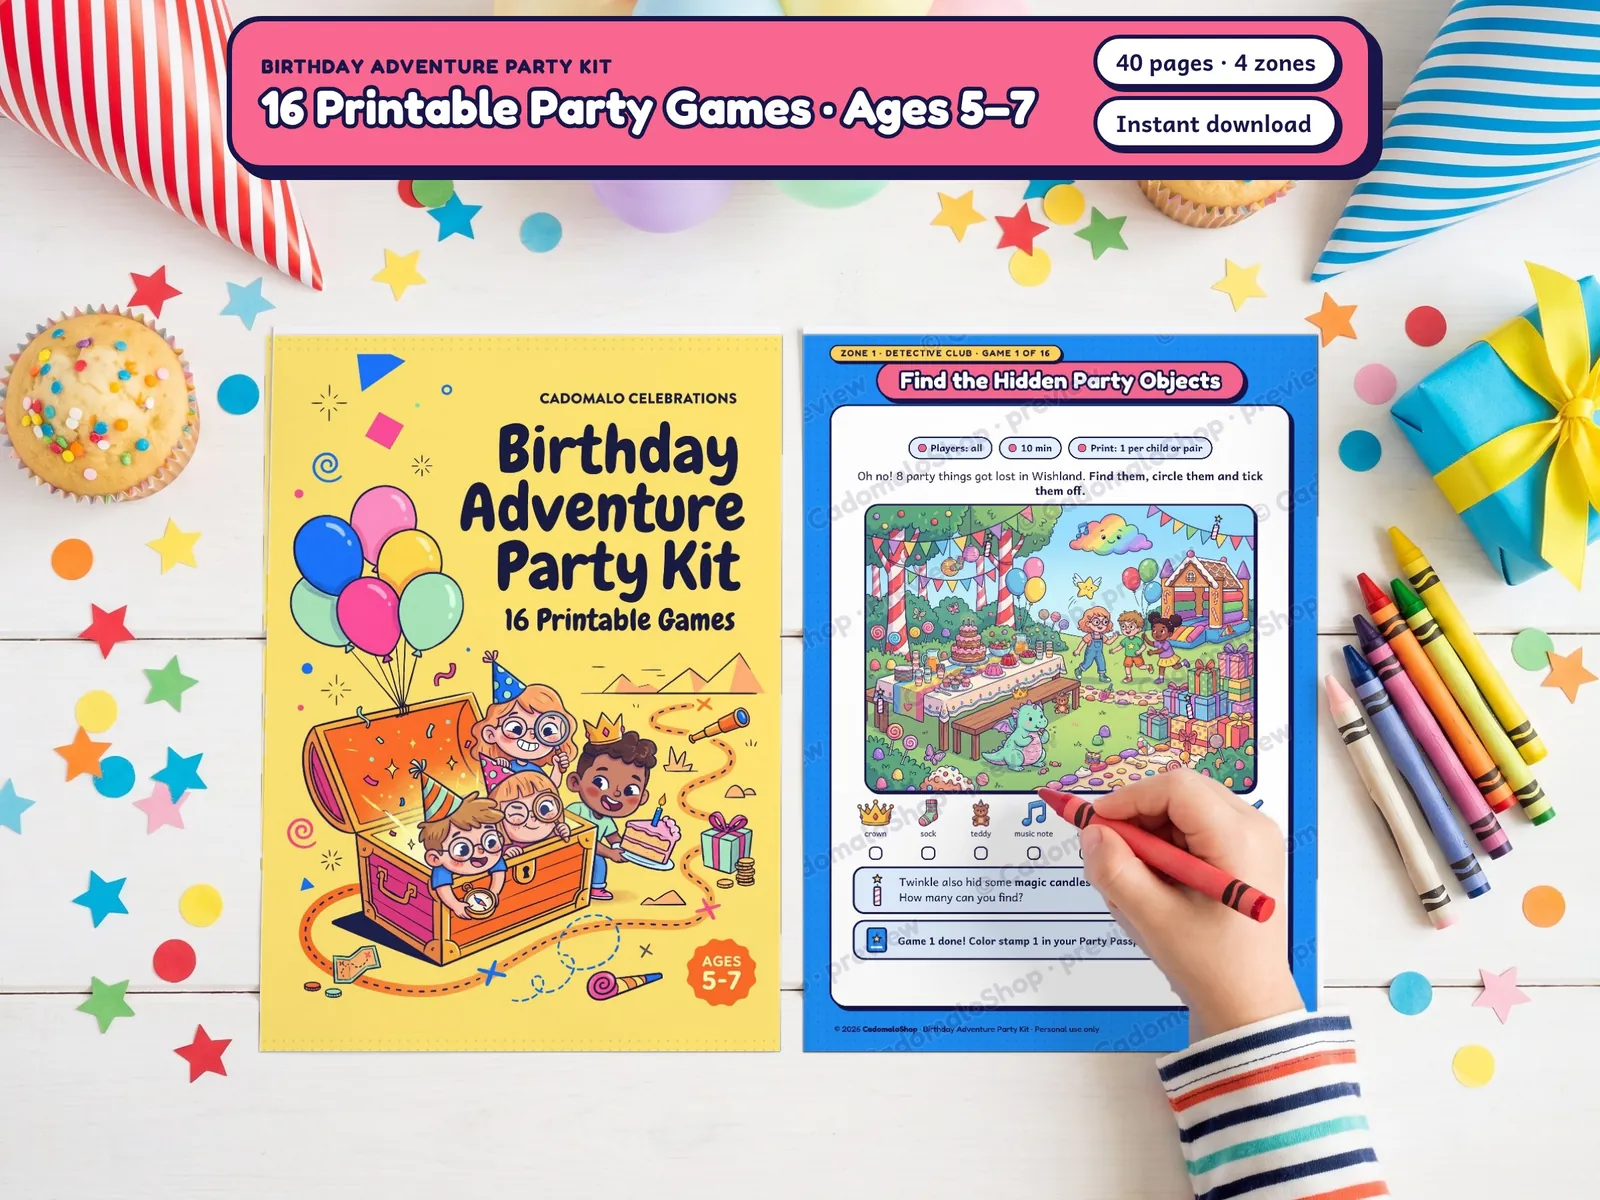 BIRTHDAY ADVENTURE PARTY KIT
16 Printable Party Games · Ages 5–7
40 pages · 4 zones
Instant download
CADOMALO CELEBRATIONS
Birthday
Adventure
Party Kit
16 Printable Games
AGES
5-7
ZONE 1 · DETECTIVE CLUB · GAME 1 OF 16
Find the Hidden Party Objects
Players: all
10 min
Print: 1 per child or pair
Oh no! 8 party things got lost in Wishland. Find them, circle them and tick
them off.
crown
sock
teddy
music note
Twinkle also hid some magic candles
How many can you find?
Game 1 done! Color stamp 1 in your Party
© 2026 CadomaloShop · Birthday Adventure Party Kit · Personal use only
© CadomaloShop · preview